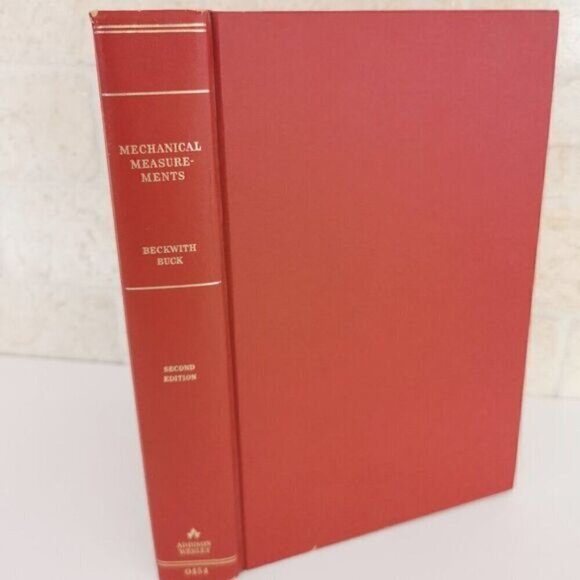 MECHANICAL
MEASURE-
MENTS
BECKWITH
BUCK
SECOND
EDITION
ADDISON
WESLEY
0454